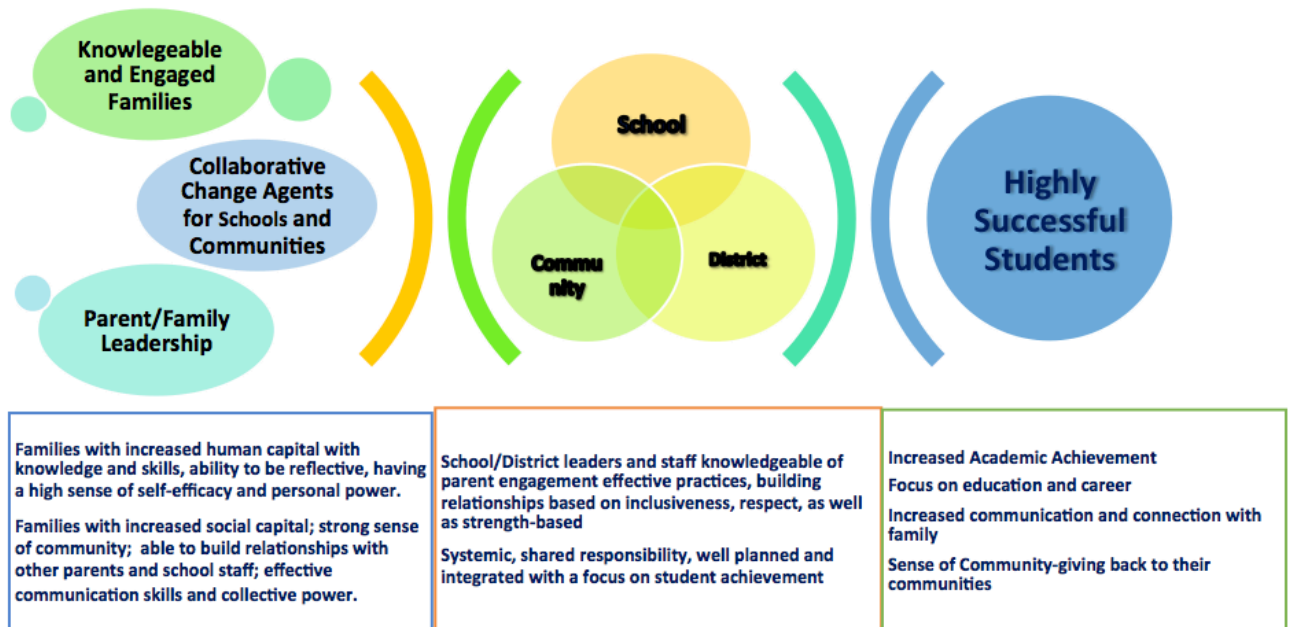 Knowlegeable
and Engaged
Families
Collaborative
Change Agents
for Schools and
Communities
Parent/Family
Leadership
School
Commu
nity
District
Highly
Successful
Students
Families with increased human capital with
knowledge and skills, ability to be reflective, having
a high sense of self-efficacy and personal power.
Families with increased social capital; strong sense
of community; able to build relationships with
other parents and school staff; effective
communication skills and collective power.
School/District leaders and staff knowledgeable of
parent engagement effective practices, building
relationships based on inclusiveness, respect, as well
as strength-based
Systemic, shared responsibility, well planned and
integrated with a focus on student achievement
Increased Academic Achievement
Focus on education and career
Increased communication and connection with
family
Sense of Community-giving back to their
communities